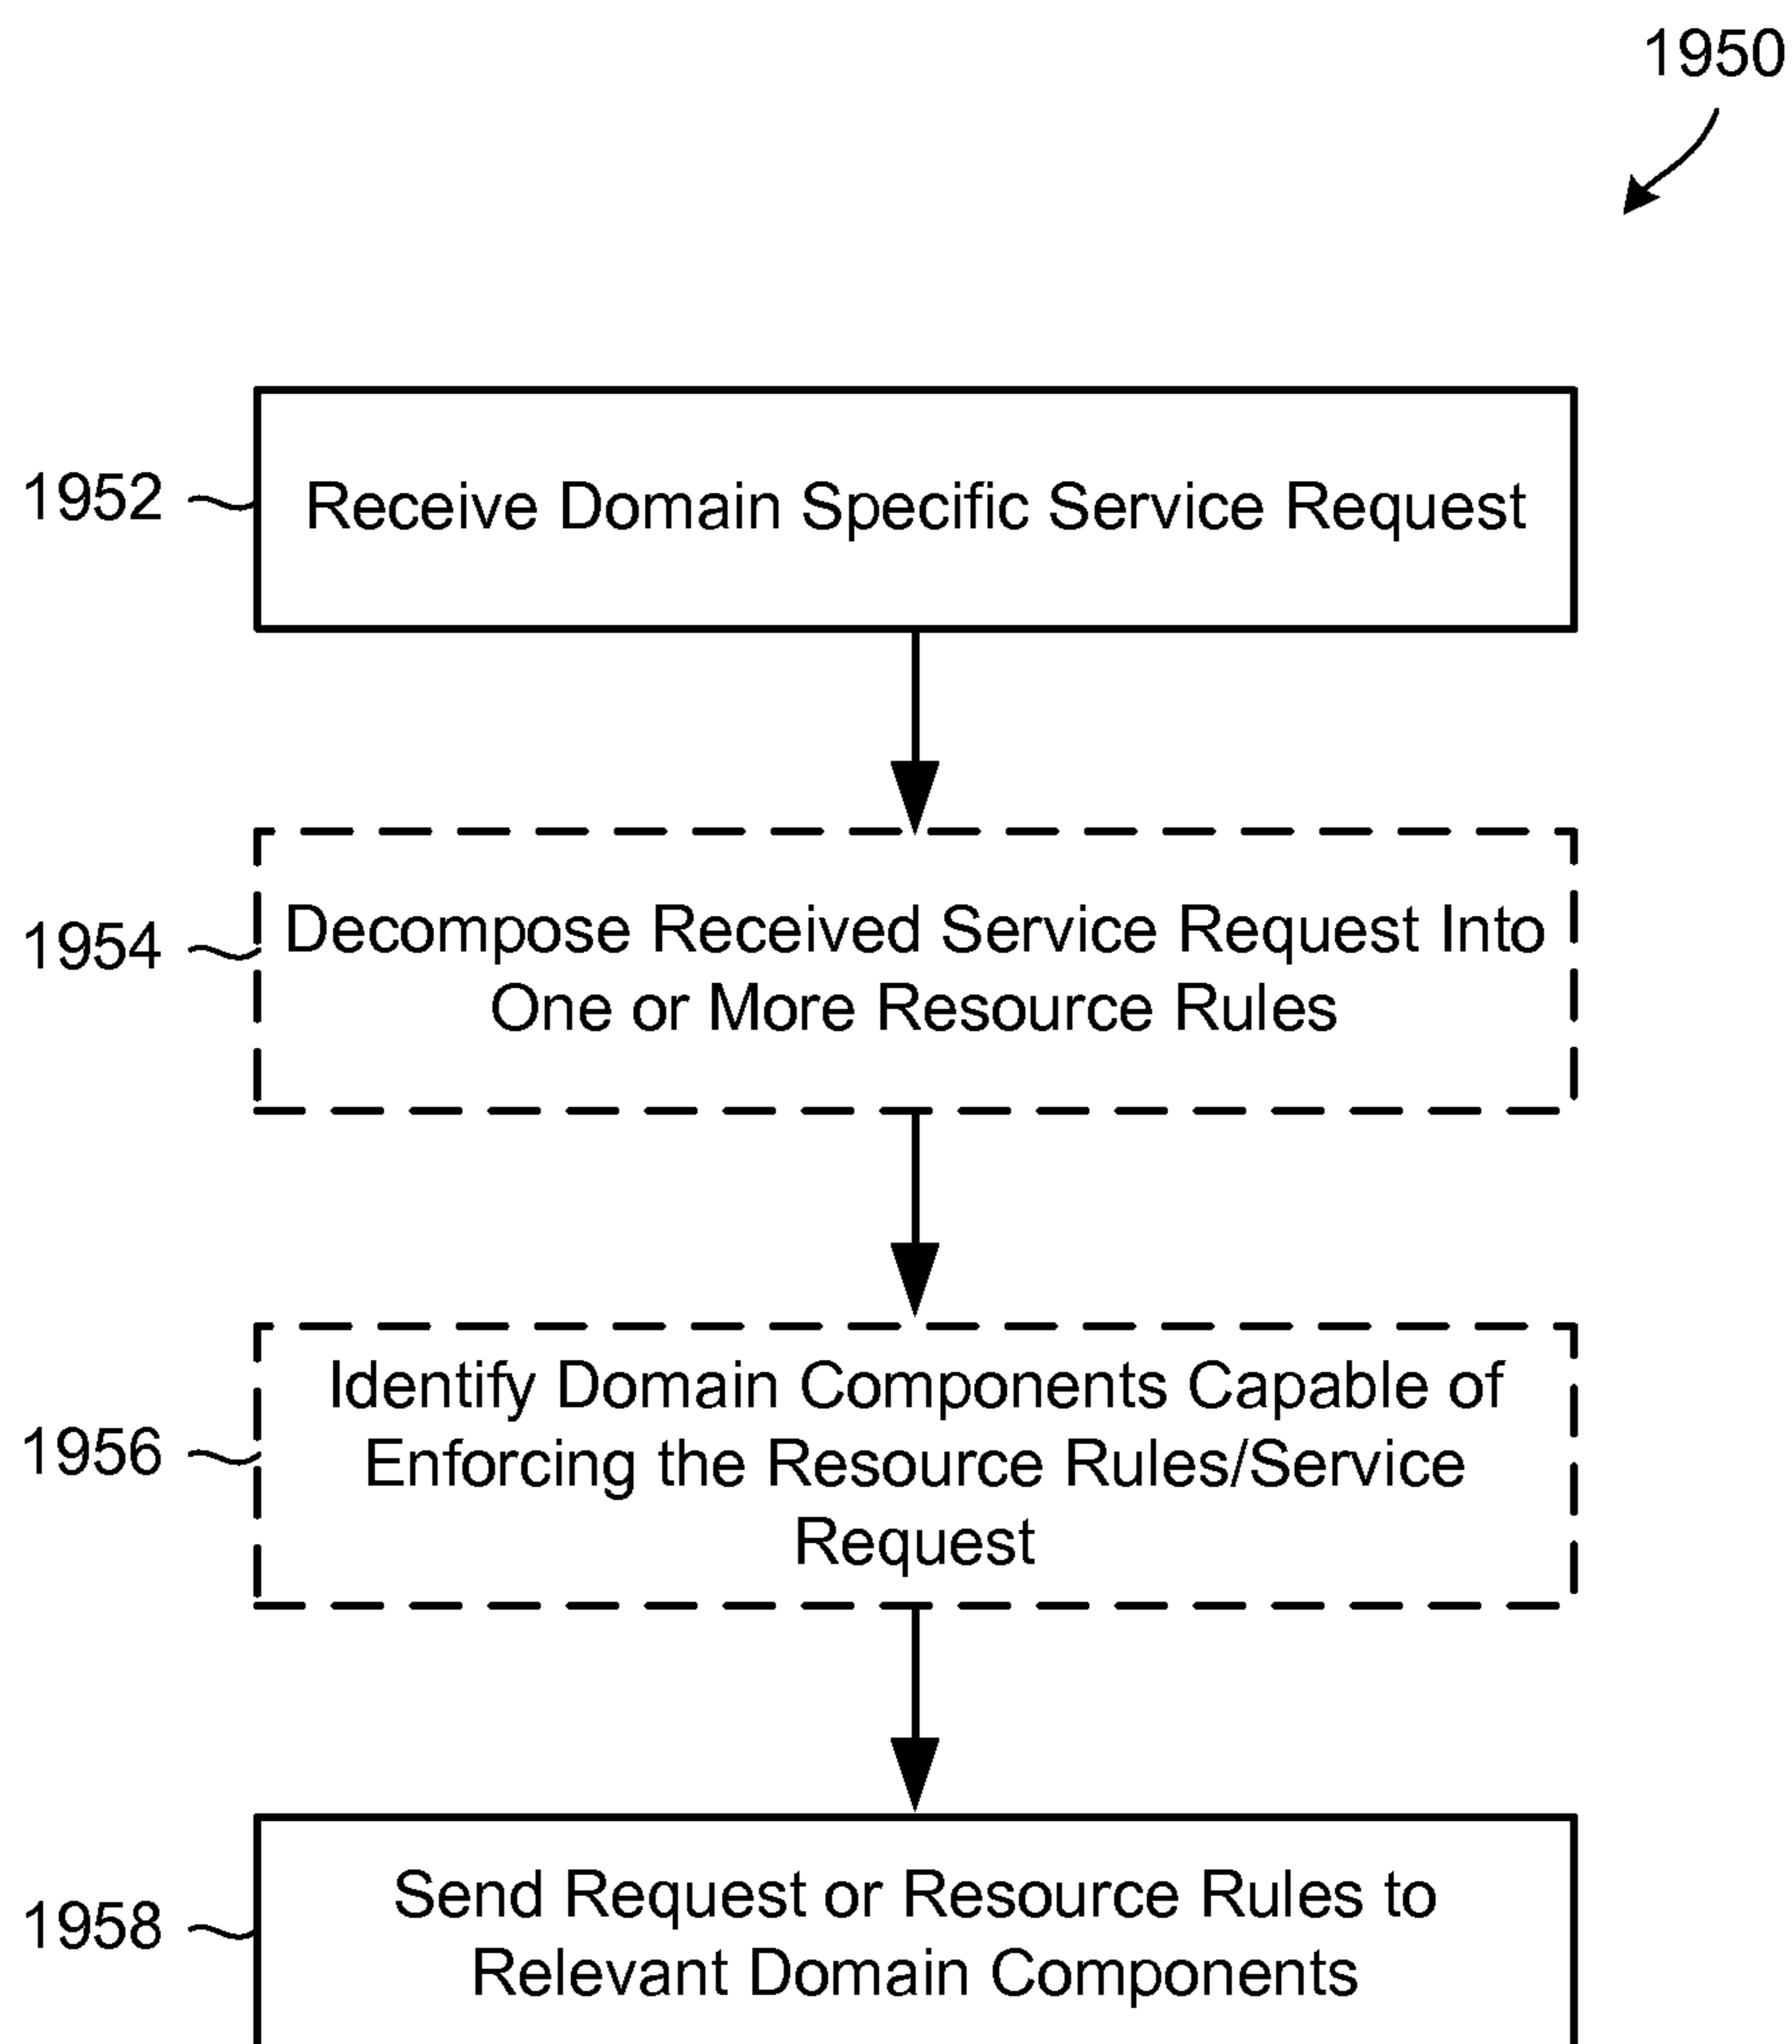 1950
1952
Receive Domain Specific Service Request
1954
Decompose Received Service Request Into
One or More Resource Rules
1956
Identify Domain Components Capable of
Enforcing the Resource Rules/Service
Request
1958
Send Request or Resource Rules to
Relevant Domain Components